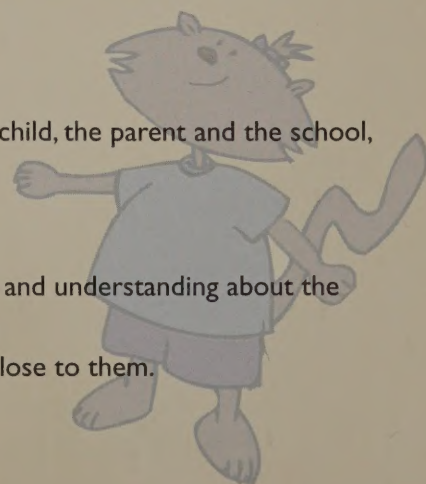 child, the parent and the school,
and understanding about the
lose to them.